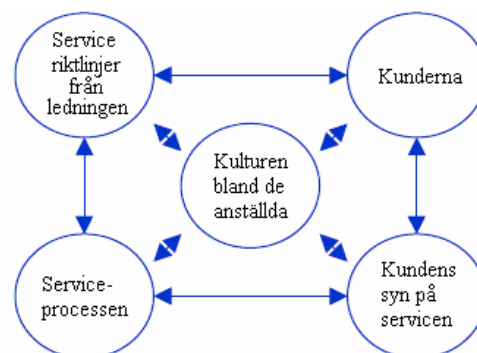 Service
riktlinjer
från
ledningen
Kunderna
Kulturen
bland de
anställda
Service-
processen
Kundens
syn på
servicen